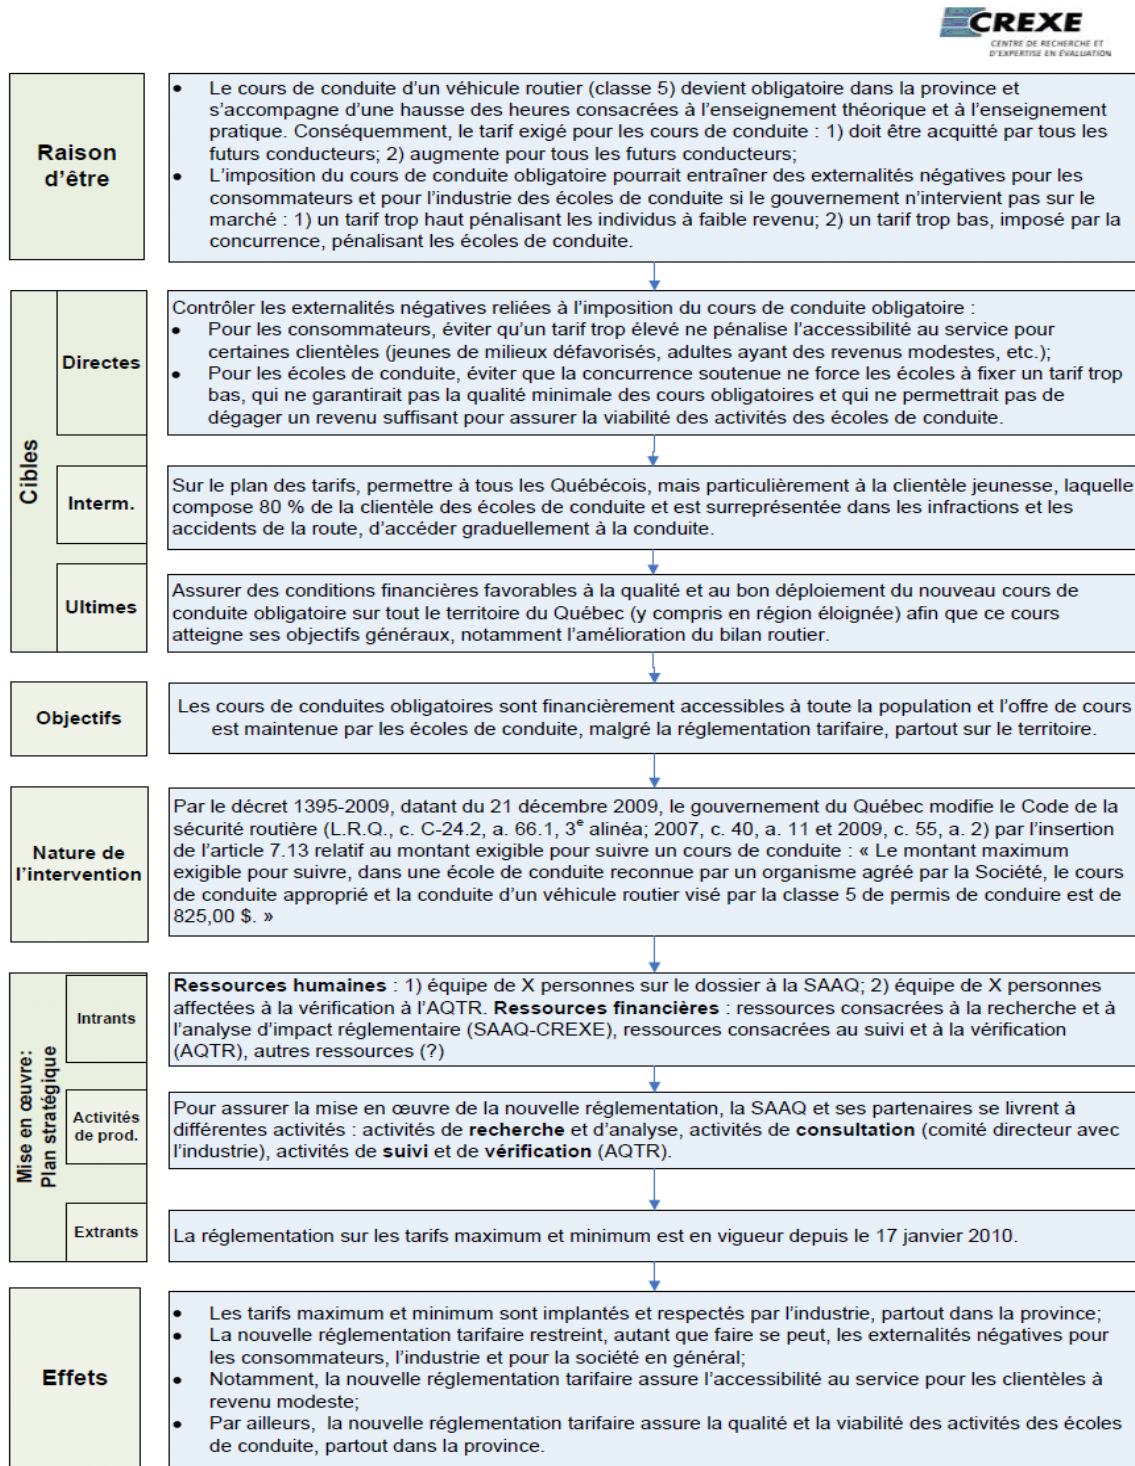 CREXE
CENTRE DE RECHERCHE ET
D'EXPERTISE EN ÉVALUATION
Raison
d'être
• Le cours de conduite d'un véhicule routier (classe 5) devient obligatoire dans la province et
s'accompagne d'une hausse des heures consacrées à l'enseignement théorique et à l'enseignement
pratique. Conséquemment, le tarif exigé pour les cours de conduite : 1) doit être acquitté par tous les
futurs conducteurs; 2) augmente pour tous les futurs conducteurs;
• L'imposition du cours de conduite obligatoire pourrait entraîner des externalités négatives pour les
consommateurs et pour l'industrie des écoles de conduite si le gouvernement n'intervient pas sur le
marché : 1) un tarif trop haut pénalisant les individus à faible revenu; 2) un tarif trop bas, imposé par la
concurrence, pénalisant les écoles de conduite.
Cibles
Directes
Contrôler les externalités négatives reliées à l'imposition du cours de conduite obligatoire :
• Pour les consommateurs, éviter qu'un tarif trop élevé ne pénalise l'accessibilité au service pour
certaines clientèles (jeunes de milieux défavorisés, adultes ayant des revenus modestes, etc.);
• Pour les écoles de conduite, éviter que la concurrence soutenue ne force les écoles à fixer un tarif trop
bas, qui ne garantirait pas la qualité minimale des cours obligatoires et qui ne permettrait pas de
dégager un revenu suffisant pour assurer la viabilité des activités des écoles de conduite.
Interm.
Sur le plan des tarifs, permettre à tous les Québécois, mais particulièrement à la clientèle jeunesse, laquelle
compose 80 % de la clientèle des écoles de conduite et est surreprésentée dans les infractions et les
accidents de la route, d'accéder graduellement à la conduite.
Ultimes
Assurer des conditions financières favorables à la qualité et au bon déploiement du nouveau cours de
conduite obligatoire sur tout le territoire du Québec (y compris en région éloignée) afin que ce cours
atteigne ses objectifs généraux, notamment l'amélioration du bilan routier.
Objectifs
Les cours de conduites obligatoires sont financièrement accessibles à toute la population et l'offre de cours
est maintenue par les écoles de conduite, malgré la réglementation tarifaire, partout sur le territoire.
Nature de
l'intervention
Par le décret 1395-2009, datant du 21 décembre 2009, le gouvernement du Québec modifie le Code de la
sécurité routière (L.R.Q., c. C-24.2, a. 66.1, 3e alinéa; 2007, c. 40, a. 11 et 2009, c. 55, a. 2) par l'insertion
de l'article 7.13 relatif au montant exigible pour suivre un cours de conduite : « Le montant maximum
exigible pour suivre, dans une école de conduite reconnue par un organisme agréé par la Société, le cours
de conduite approprié et la conduite d'un véhicule routier visé par la classe 5 de permis de conduire est de
825,00 $. »
Mise en œuvre:
Plan stratégique
Intrants
Ressources humaines : 1) équipe de X personnes sur le dossier à la SAAQ; 2) équipe de X personnes
affectées à la vérification à l'AQTR. Ressources financières : ressources consacrées à la recherche et à
l'analyse d'impact réglementaire (SAAQ-CREXE), ressources consacrées au suivi et à la vérification
(AQTR), autres ressources (?)
Activités
de prod.
Pour assurer la mise en œuvre de la nouvelle réglementation, la SAAQ et ses partenaires se livrent à
différentes activités : activités de recherche et d'analyse, activités de consultation (comité directeur avec
l'industrie), activités de suivi et de vérification (AQTR).
Extrants
La réglementation sur les tarifs maximum et minimum est en vigueur depuis le 17 janvier 2010.
Effets
• Les tarifs maximum et minimum sont implantés et respectés par l'industrie, partout dans la province;
• La nouvelle réglementation tarifaire restreint, autant que faire se peut, les externalités négatives pour
les consommateurs, l'industrie et pour la société en général;
• Notamment, la nouvelle réglementation tarifaire assure l'accessibilité au service pour les clientèles à
revenu modeste;
• Par ailleurs, la nouvelle réglementation tarifaire assure la qualité et la viabilité des activités des écoles
de conduite, partout dans la province.